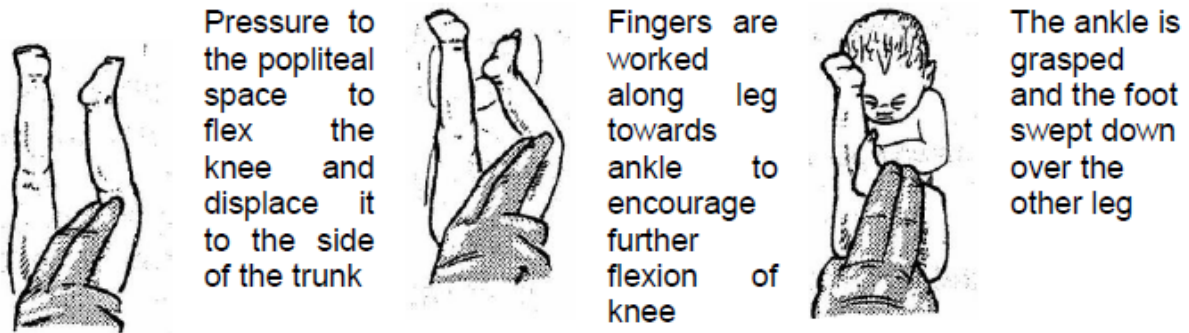 Pressure to
the popliteal
space to
flex the
knee and
displace it
to the side
of the trunk
Fingers are
worked
along leg
towards
ankle to
encourage
further
flexion of
knee
The ankle is
grasped
and the foot
swept down
over the
other leg